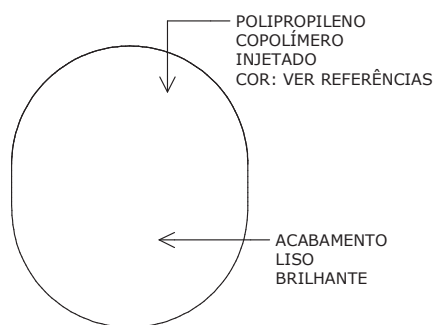 POLIPROPILENO
COPOLÍMERO
INJETADO
COR: VER REFERÊNCIAS
ACABAMENTO
LISO
BRILHANTE